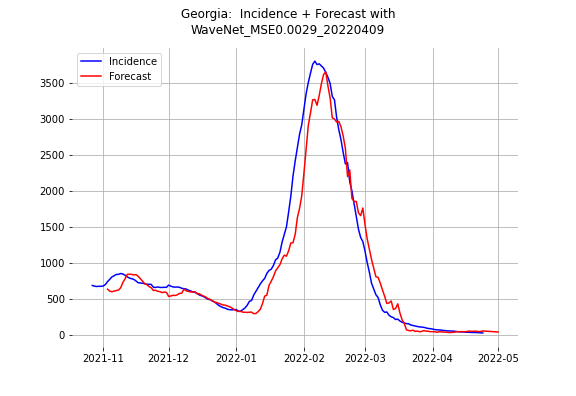 Georgia:  Incidence + Forecast with
WaveNet_MSE0.0029_20220409
Incidence
Forecast
3500
3000
2500
2000
1500
1000
500
0
2021-11 2021-12 2022-01 2022-02 2022-03 2022-04 2022-05